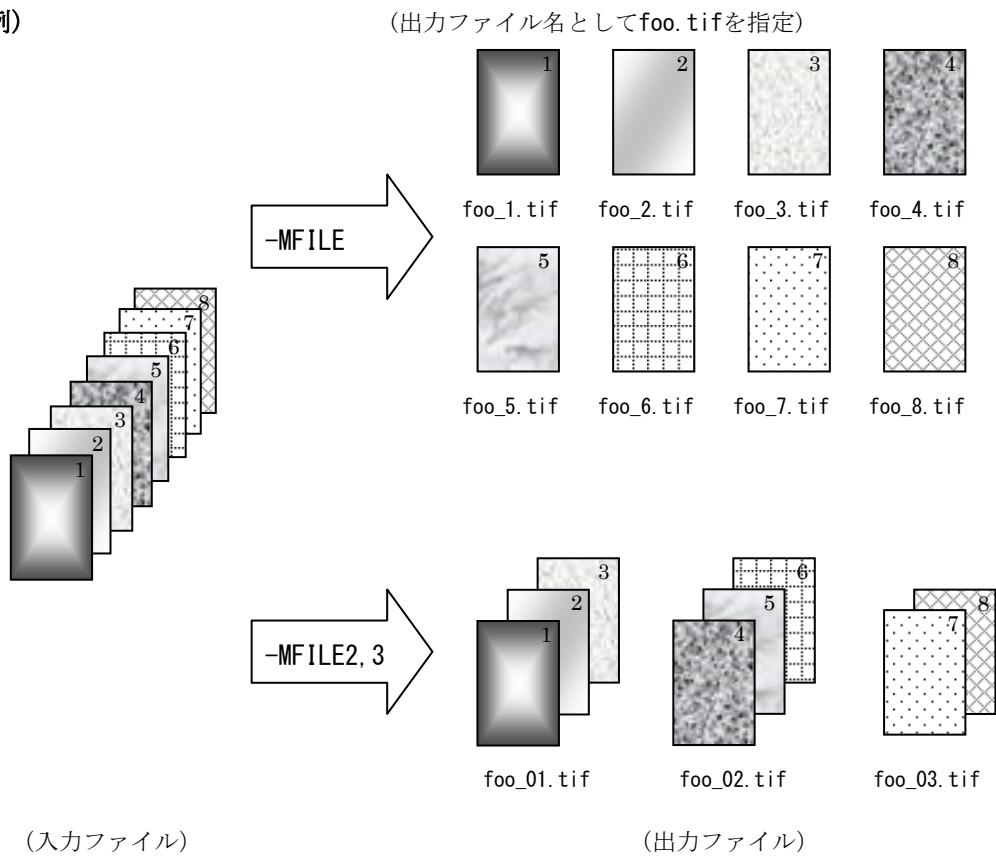 例)
(出力ファイル名としてfoo.tifを指定)
1 2 3 4
foo_1.tif foo_2.tif foo_3.tif foo_4.tif
-MFILE
5 6 7 8
foo_5.tif foo_6.tif foo_7.tif foo_8.tif
8
7
6
5
4
3
2
1
3 6
2 5 8
1 4 7
-MFILE2,3
foo_01.tif foo_02.tif foo_03.tif
(入力ファイル) (出力ファイル)